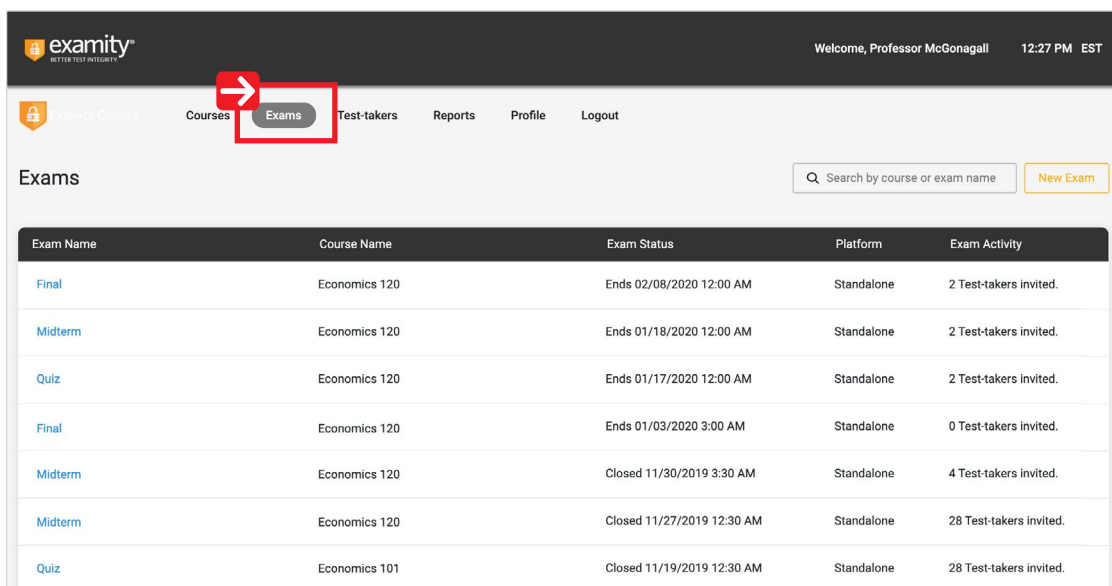 examity®
BETTER TEST INTEGRITY.
Welcome, Professor McGonagall 12:27 PM EST
Examity Demo 1
Courses Exams Test-takers Reports Profile Logout
Exams
Search by course or exam name
New Exam
Exam Name Course Name Exam Status Platform Exam Activity
Final Economics 120 Ends 02/08/2020 12:00 AM Standalone 2 Test-takers invited.
Midterm Economics 120 Ends 01/18/2020 12:00 AM Standalone 2 Test-takers invited.
Quiz Economics 120 Ends 01/17/2020 12:00 AM Standalone 2 Test-takers invited.
Final Economics 120 Ends 01/03/2020 3:00 AM Standalone 0 Test-takers invited.
Midterm Economics 120 Closed 11/30/2019 3:30 AM Standalone 4 Test-takers invited.
Midterm Economics 120 Closed 11/27/2019 12:30 AM Standalone 28 Test-takers invited.
Quiz Economics 101 Closed 11/19/2019 12:30 AM Standalone 28 Test-takers invited.